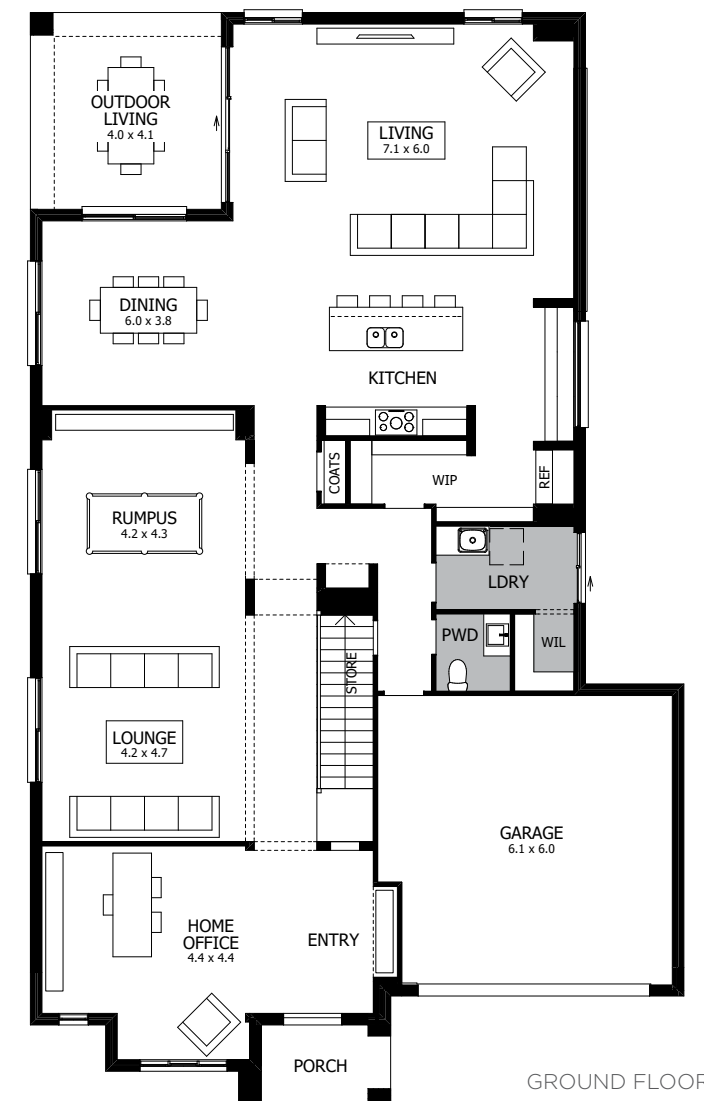 OUTDOOR
LIVING
4.0 x 4.1
LIVING
7.1 x 6.0
DINING
6.0 x 3.8
KITCHEN
COATS
WIP
REF
RUMPUS
4.2 x 4.3
LDRY
PWD
WIL
STORE
LOUNGE
4.2 x 4.7
GARAGE
6.1 x 6.0
HOME
OFFICE
4.4 x 4.4
ENTRY
PORCH
GROUND FLOOR